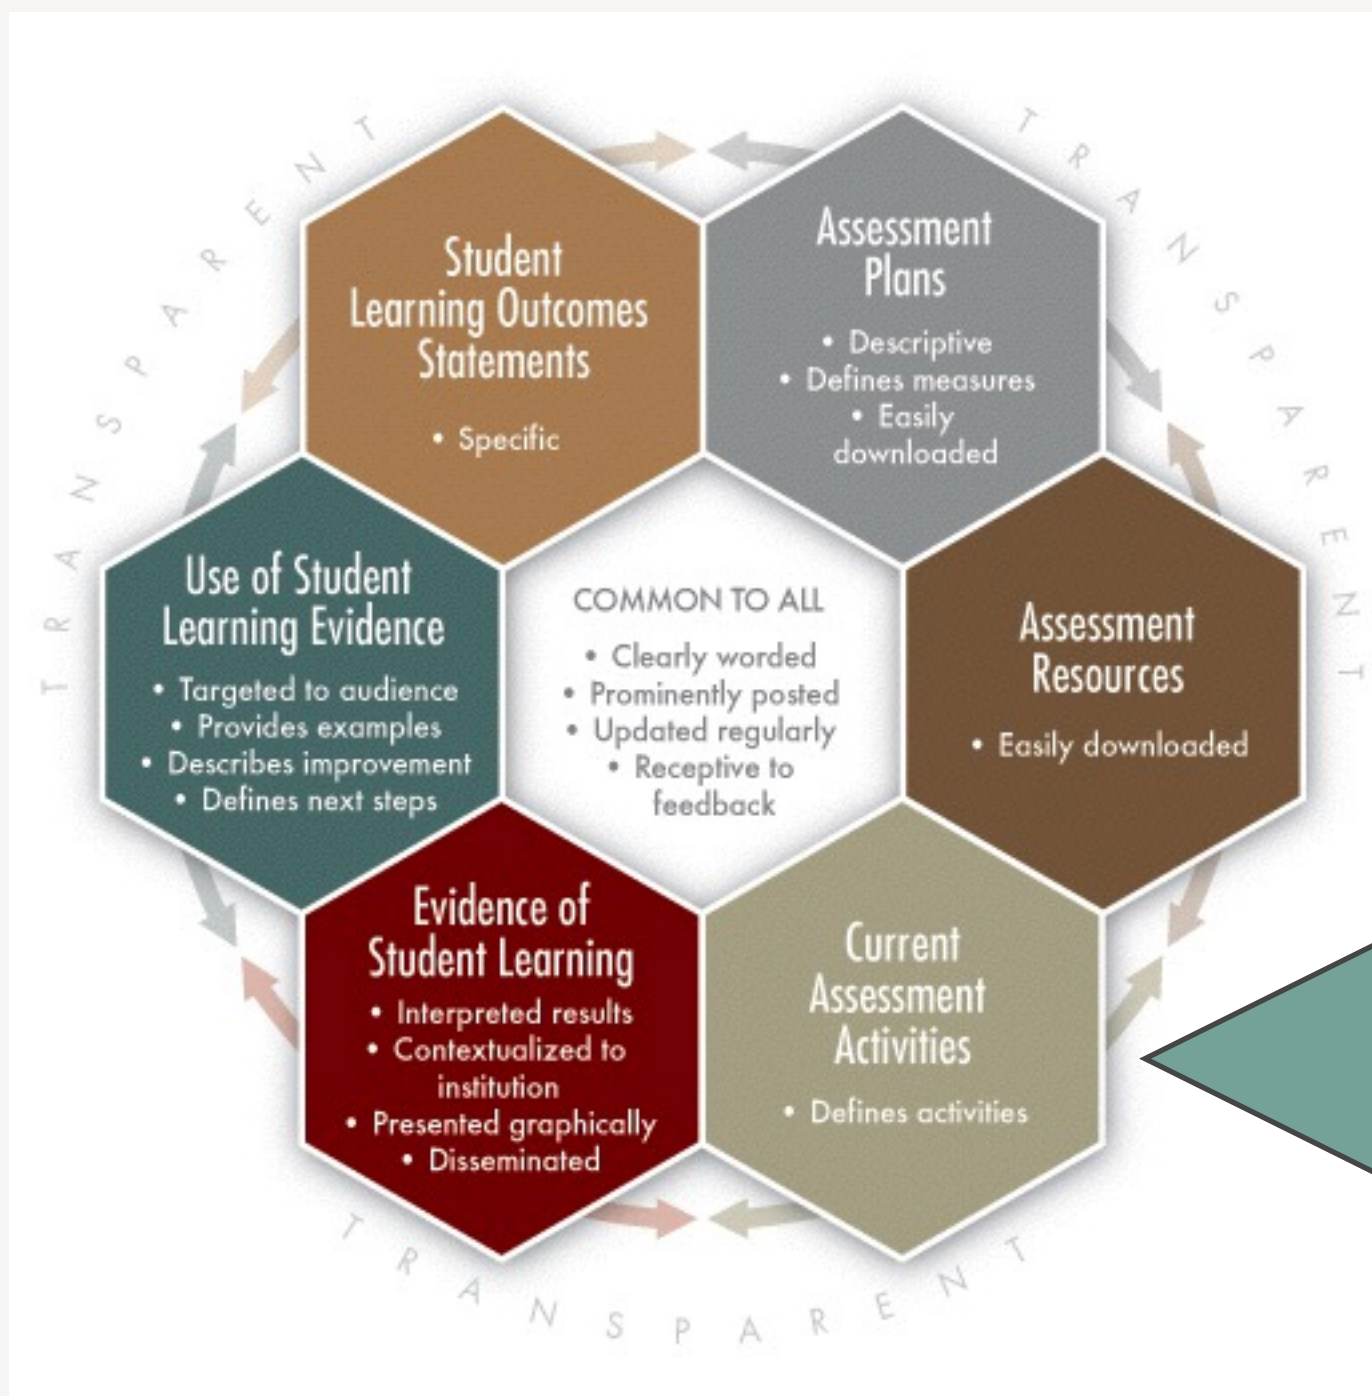 TRANSPARENT
TRANSPARENT
Student
Learning Outcomes
Statements
• Specific
Assessment
Plans
• Descriptive
• Defines measures
• Easily
downloaded
Use of Student
Learning Evidence
• Targeted to audience
• Provides examples
• Describes improvement
• Defines next steps
COMMON TO ALL
• Clearly worded
• Prominently posted
• Updated regularly
• Receptive to
feedback
Assessment
Resources
• Easily downloaded
Evidence of
Student Learning
• Interpreted results
• Contextualized to
institution
• Presented graphically
• Disseminated
Current
Assessment
Activities
• Defines activities
TRANSPARENT